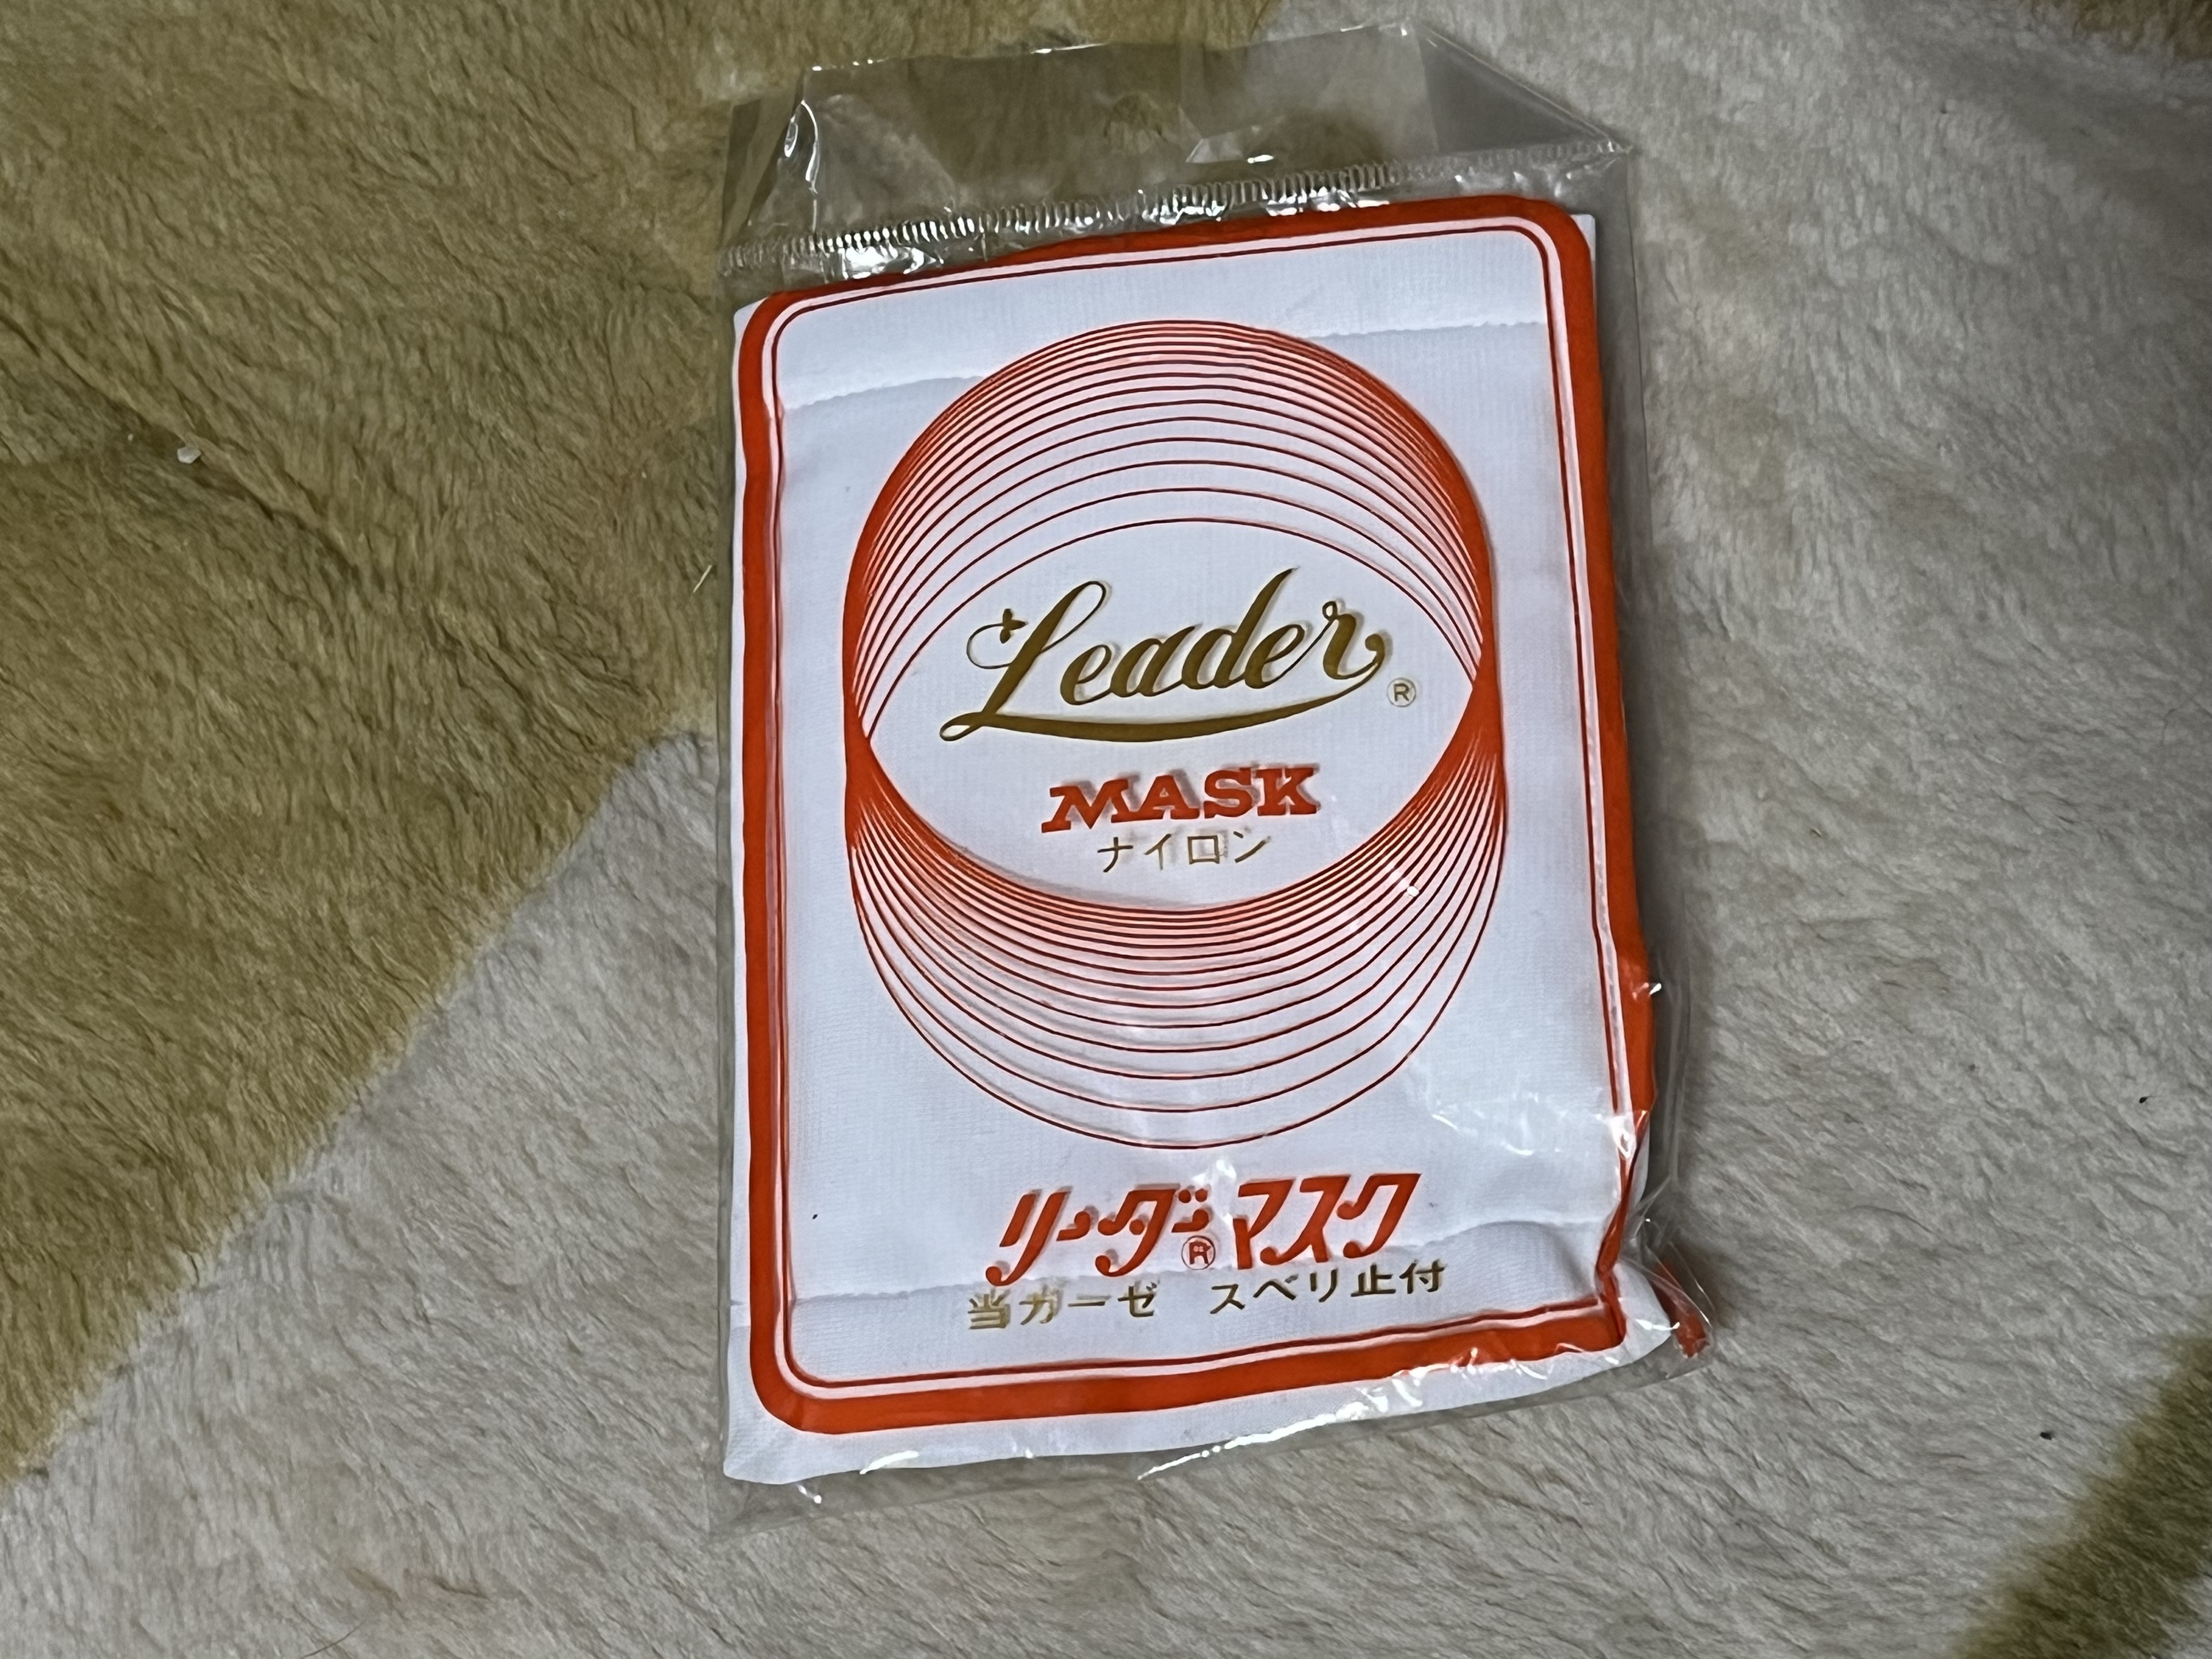 Leader ®
MASK
ナイロン
リーダー®マスク
当ガーゼ スベリ止付